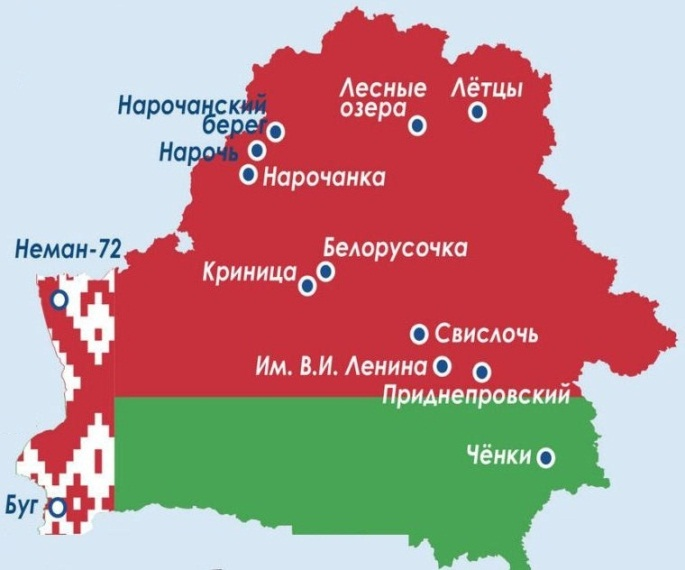 Нарочанский
берег
Лесные
озера
Лётцы
Нарочь
Нарочанка
Неман-72
Белорусочка
Криница
Свислочь
Им. В.И. Ленина
Приднепровский
Чёнки
Буг